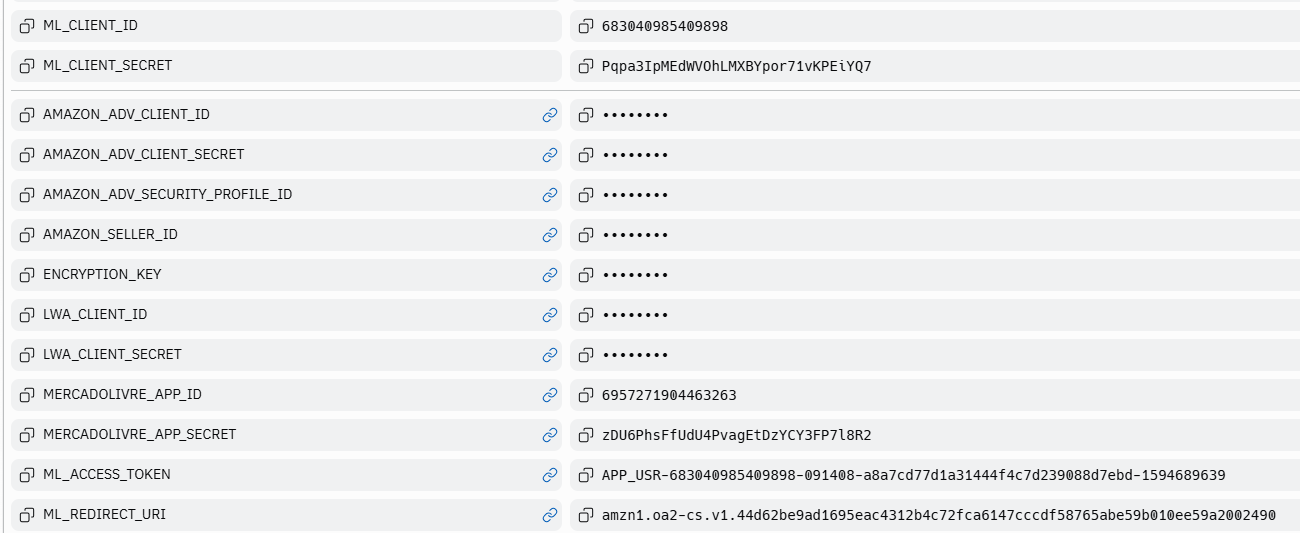 ML_CLIENT_ID 683040985409898
ML_CLIENT_SECRET Pqpa3IpMEdWVOhLMXBYpor71vKPEiYQ7
AMAZON_ADV_CLIENT_ID ••••••••
AMAZON_ADV_CLIENT_SECRET ••••••••
AMAZON_ADV_SECURITY_PROFILE_ID ••••••••
AMAZON_SELLER_ID ••••••••
ENCRYPTION_KEY ••••••••
LWA_CLIENT_ID ••••••••
LWA_CLIENT_SECRET ••••••••
MERCADOLIVRE_APP_ID 6957271904463263
MERCADOLIVRE_APP_SECRET zDU6PhsFfUdU4PvagEtDzYCY3FP7l8R2
ML_ACCESS_TOKEN APP_USR-683040985409898-091408-a8a7cd77d1a31444f4c7d239088d7ebd-1594689639
ML_REDIRECT_URI amzn1.oa2-cs.v1.44d62be9ad1695eac4312b4c72fca6147cccdf58765abe59b010ee59a2002490